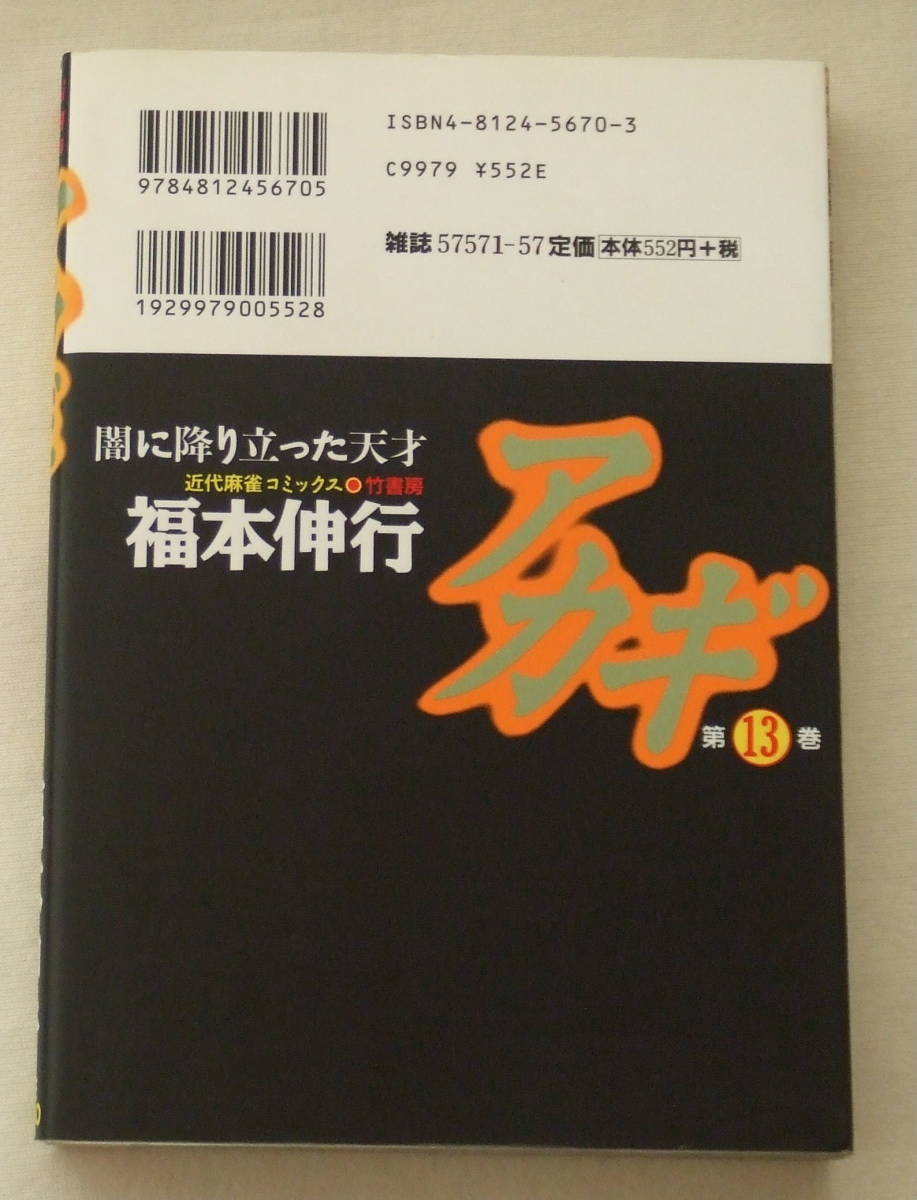 ISBN4-8124-5670-3
9784812456705
C9979 ¥552E
雑誌 57571-57 定価 本体552円+税
1929979005528
闇に降り立った天才
近代麻雀コミックス●竹書房
福本伸行
アカギ
第13巻